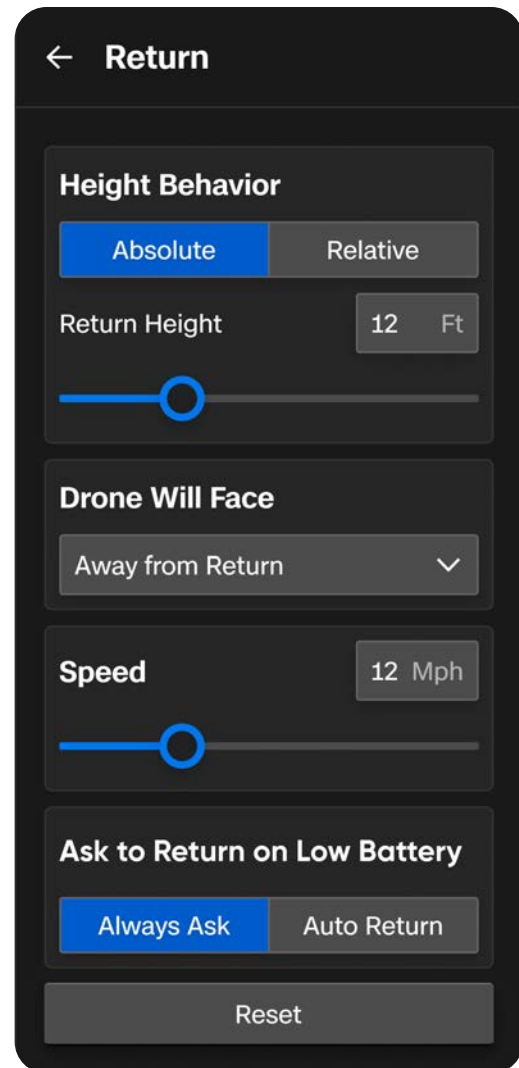 Return
Height Behavior
Absolute Relative
Return Height 12 Ft
Drone Will Face
Away from Return
Speed 12 Mph
Ask to Return on Low Battery
Always Ask Auto Return
Reset